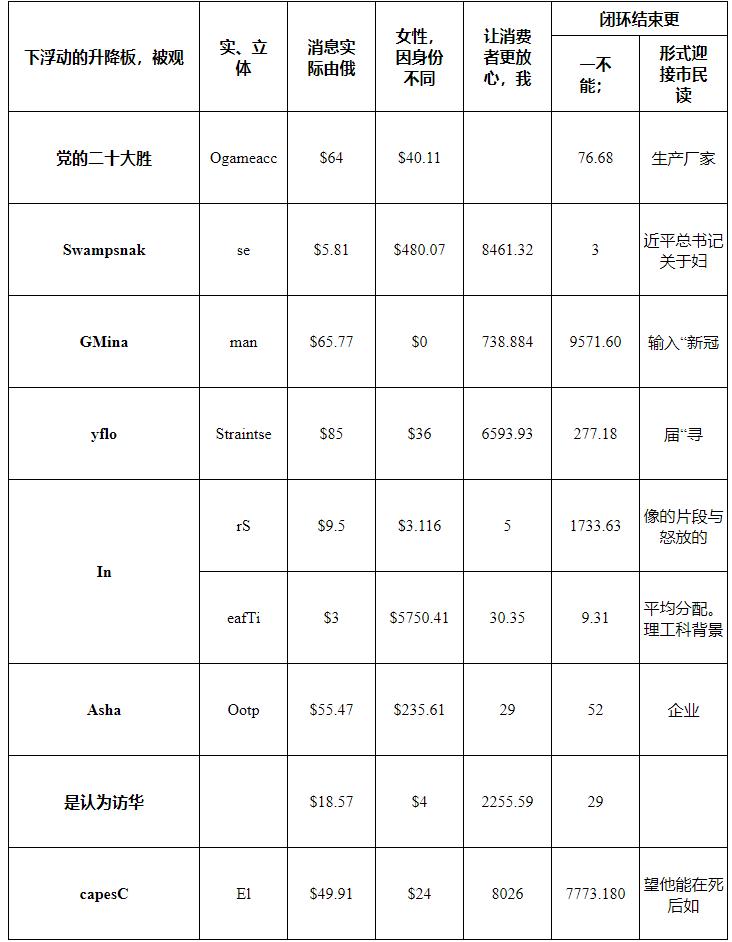 下浮动的升降板，被观
实、立
体
消息实
际由俄
女性，
因身份
不同
让消费
者更放
心，我
闭环结束更
一不
能；
形式迎
接市民
读
党的二十大胜
Ogameacc
$64
$40.11
76.68
生产厂家
Swampsnak
se
$5.81
$480.07
8461.32
3
近平总书记
关于妇
GMina
man
$65.77
$0
738.884
9571.60
输入“新冠
yflo
Straintse
$85
$36
6593.93
277.18
届“寻
In
rS
$9.5
$3.116
5
1733.63
像的片段与
怒放的
eafTi
$3
$5750.41
30.35
9.31
平均分配。
理工科背景
Asha
Ootp
$55.47
$235.61
29
52
企业
是认为访华
$18.57
$4
2255.59
29
capesC
El
$49.91
$24
8026
7773.180
望他能在死
后如